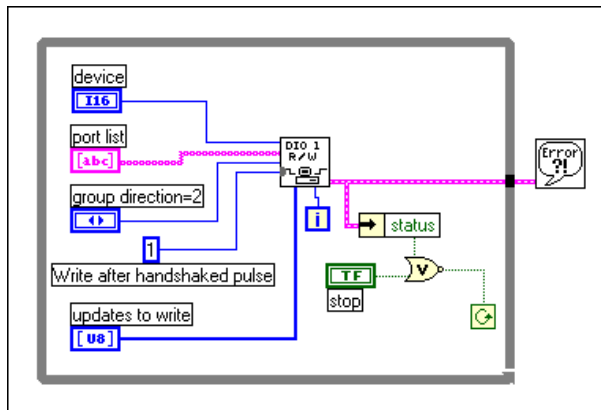 device
I16
port list
[abc]
DIO 1
R/W
group direction=2
i
1
Write after handshaked pulse
updates to write
[U8]
status
V
TF
stop
Error
?!